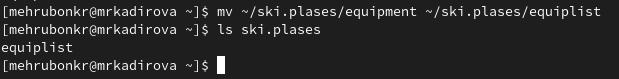 [mehrubonkr@mrkadirova ~]$ mv ~/ski.plases/equipment ~/ski.plases/equiplist
[mehrubonkr@mrkadirova ~]$ ls ski.plases
equiplist
[mehrubonkr@mrkadirova ~]$